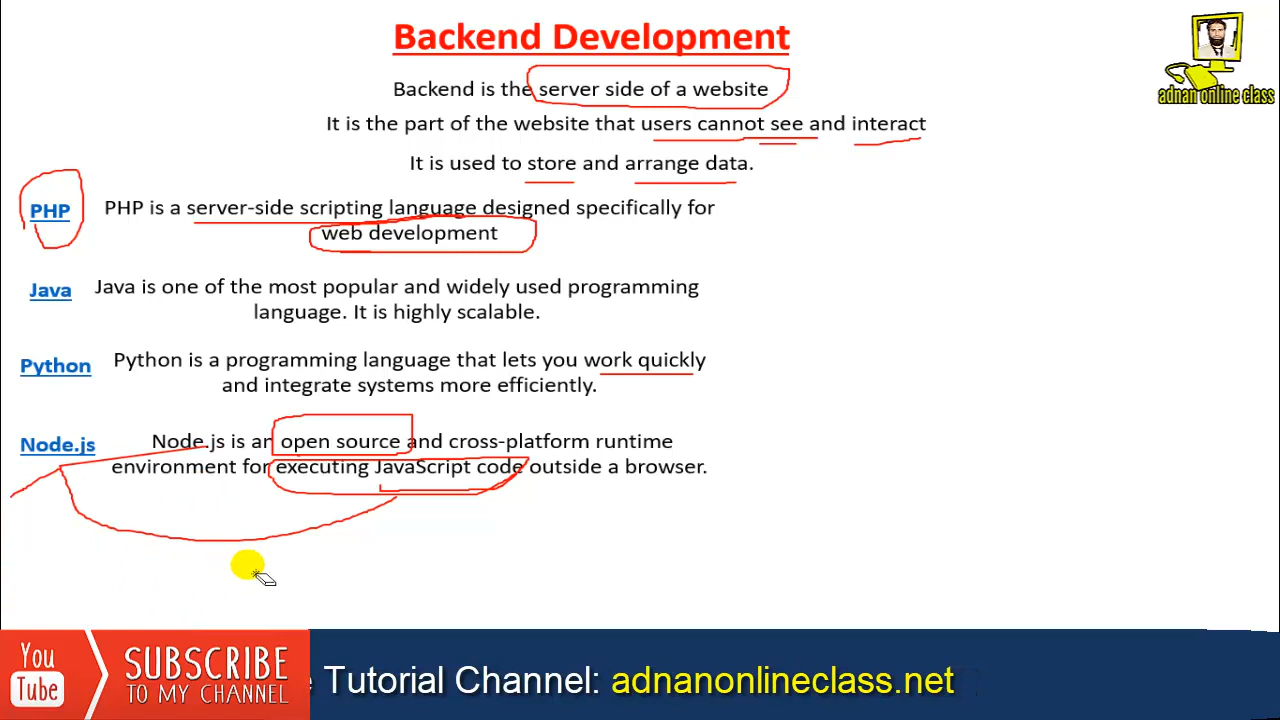 Backend Development
adnan online class
Backend is the server side of a website
It is the part of the website that users cannot see and interact
It is used to store and arrange data.
PHP PHP is a server-side scripting language designed specifically for
web development
Java Java is one of the most popular and widely used programming
language. It is highly scalable.
Python Python is a programming language that lets you work quickly
and integrate systems more efficiently.
Node.js Node.js is an open source and cross-platform runtime
environment for executing JavaScript code outside a browser.
You
Tube
SUBSCRIBE
TO MY CHANNEL
Tutorial Channel: adnanonlineclass.net